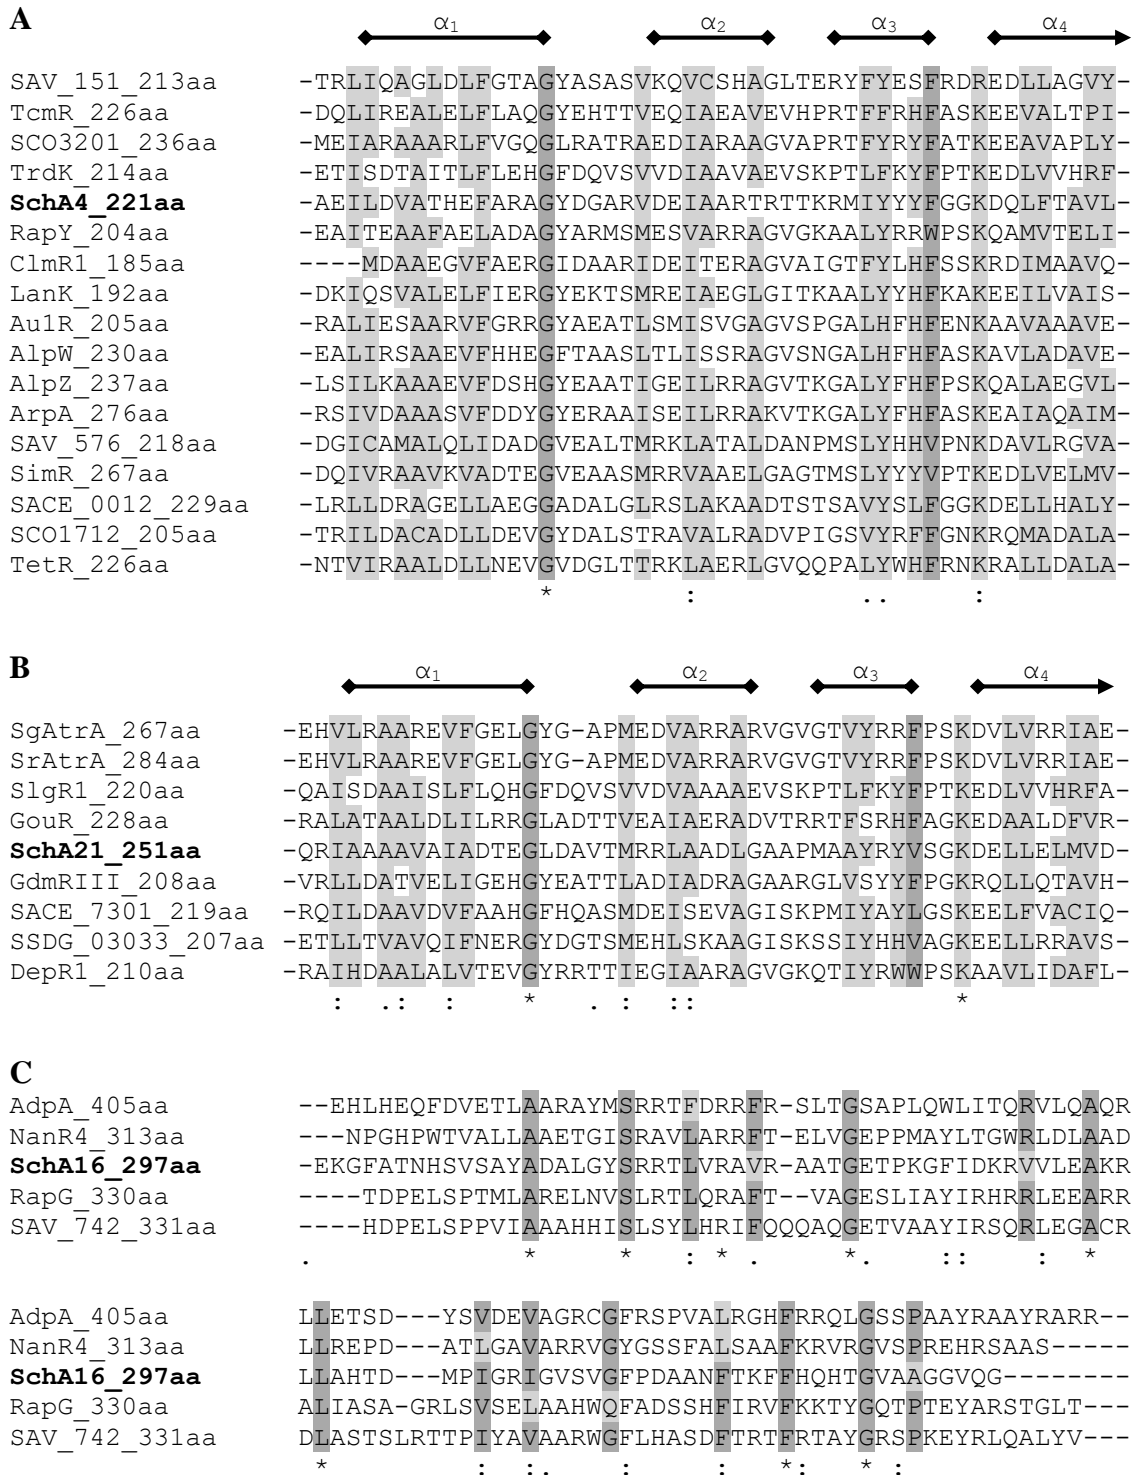 A
α1 α2 α3 α4
SAV_151_213aa -TRLIQAGLDLFGTAGYASASVKQVCSHAGLTERYFYESFRDREDLLAGVY-
TcmR_226aa -DQLIREALELFLAQGYEHTTVEQIAEAVEVHPRTFFRHFASKEEVALTPI-
SCO3201_236aa -MEIARAAARLFVGQGLRATRAEDIARAAGVAPRTFYRYFATKEEAVAPLY-
TrdK_214aa -ETISDTAITLFLEHGFDQVSVVDIAAVAEVSKPTLFKYFPTKEDLVVHRF-
SchA4_221aa -AEILDVATHEFARAGYDGARVDEIAARTRTTKRMIYYYFGGKDQLFTAVL-
RapY_204aa -EAITEAAFAELADAGYARMSMESVARRAGVGKAALYRRWPSKQAMVTELI-
ClmR1_185aa ----MDAAEGVFAERGIDAARIDEITERAGVAIGTFYLHFSSKRDIMAAVQ-
LanK_192aa -DKIQSVALELFIERGYEKTSMREIAEGLGITKAALYYHFKAKEEILVAIS-
Au1R_205aa -RALIESAARVFGRRGYAEATLSMISVGAGVSPGALHFHFENKAAVAAAVE-
AlpW_230aa -EALIRSAAEVFHHEGFTAASLTLISSRAGVSNGALHFHFASKAVLADAVE-
AlpZ_237aa -LSILKAAAEVFDSHGYEAATIGEILRRAGVTKGALYFHFPSKQALAEGVL-
ArpA_276aa -RSIVDAAASVFDDYGYERAAISEILRRAKVTKGALYFHFASKEAIAQAIM-
SAV_576_218aa -DGICAMALQLIDADGVEALTMRKLATALDANPMSLYHHVPNKDAVLRGVA-
SimR_267aa -DQIVRAAVKVADTEGVEAASMRRVAAELGAGTMSLYYYVPTKEDLVELMV-
SACE_0012_229aa -LRLLDRAGELLAEGGADALGLRSLAKAADTSTSAVYSLFGGKDELLHALY-
SCO1712_205aa -TRILDACADLLDEVGYDALSTRAVALRADVPIGSVYRFFGNKRQMADALA-
TetR_226aa -NTVIRAALDLLNEVGVDGLTTRKLAERLGVQQPALYWHFRNKRALLDALA-
* : .. :
B
α1 α2 α3 α4
SgAtrA_267aa -EHVLRAAREVFGELGYG-APMEDVARRARVGVGTVYRRFPSKDVLVRRIAE-
SrAtrA_284aa -EHVLRAAREVFGELGYG-APMEDVARRARVGVGTVYRRFPSKDVLVRRIAE-
SlgR1_220aa -QAISDAAISLFLQHGFDQVSVVDVAAAAEVSKPTLFKYFPTKEDLVVHRFA-
GouR_228aa -RALATAALDLILRRGLADTTVEAIAERADVTRRTFSRHFAGKEDAALDFVR-
SchA21_251aa -QRIAAAAVAIADTEGLDAVTMRRLAADLGAAPMAAYRYVSGKDELLELMVD-
GdmRIII_208aa -VRLLDATVELIGEHGYEATTLADIADRAGAARGLVSYYFPGKRQLLQTAVH-
SACE_7301_219aa -RQILDAAVDVFAAHGFHQASMDEISEVAGISKPMIYAYLGSKEELFVACIQ-
SSDG_03033_207aa -ETLLTVAVQIFNERGYDGTSMEHLSKAAGISKSSIYHHVAGKEELLRRAVS-
DepR1_210aa -RAIHDAALALVTEVGYRRTTIEGIAARAGVGKQTIYRWWPSKAAVLIDAFL-
: .: : * . : :: *
C
AdpA_405aa --EHLHEQFDVETLAARAYMSRRTFDRRFR-SLTGSAPLQWLITQRVLQAQR
NanR4_313aa ---NPGHPWTVALLAAETGISRAVLARRFT-ELVGEPPMAYLTGWRLDLAAD
SchA16_297aa -EKGFATNHSVSAYADALGYSRRTLVRAVR-AATGETPKGFIDKRVVLEAKR
RapG_330aa ----TDPELSPTMLARELNVSLRTLQRAFT--VAGESLIAYIRHRRLEEARR
SAV_742_331aa ----HDPELSPPVIAAAHHISLSYLHRIFQQQQAQGETVAAYIRSQRLEGACR
. * * : * . *. :: : *
AdpA_405aa LLETSD---YSVDEVAGRCGFRSPVALRGHFRRQLGSSPAAYRAAYRARR--
NanR4_313aa LLREPD---ATLGAVARRVGYGSSFALSAAFKRVRGVSPREHRSAAS-----
SchA16_297aa LLAHTD---MPIGRIGVSVGFPDAANFTKFFHQHTGVAAGGVQG--------
RapG_330aa ALIASA-GRLSVSELAAHWQFADSSHFIRVFKKTYGQTPTEYARSTGLT---
SAV_742_331aa DLASTSLRTTPIYAVAARWGFLHASDFTRTFRTAYGRSPKEYRLQALYV---
* : :. : : *: * :